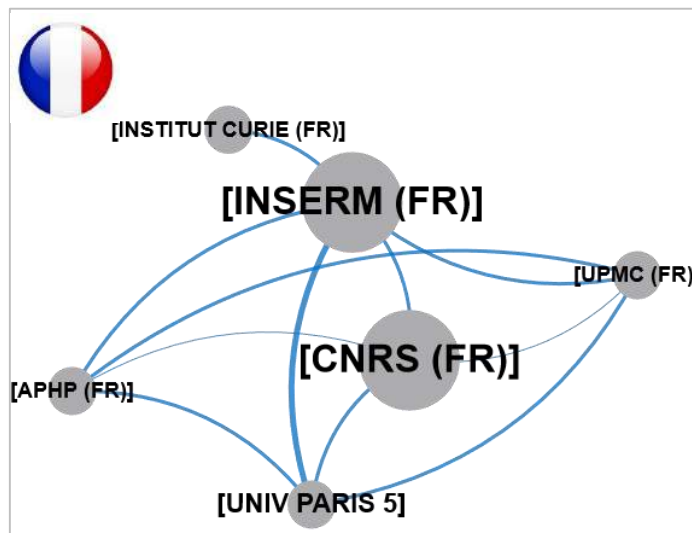 [INSTITUT CURIE (FR)]
[INSERM (FR)]
[UPMC (FR)
[CNRS (FR)]
[APHP (FR)]
[UNIV PARIS 5]